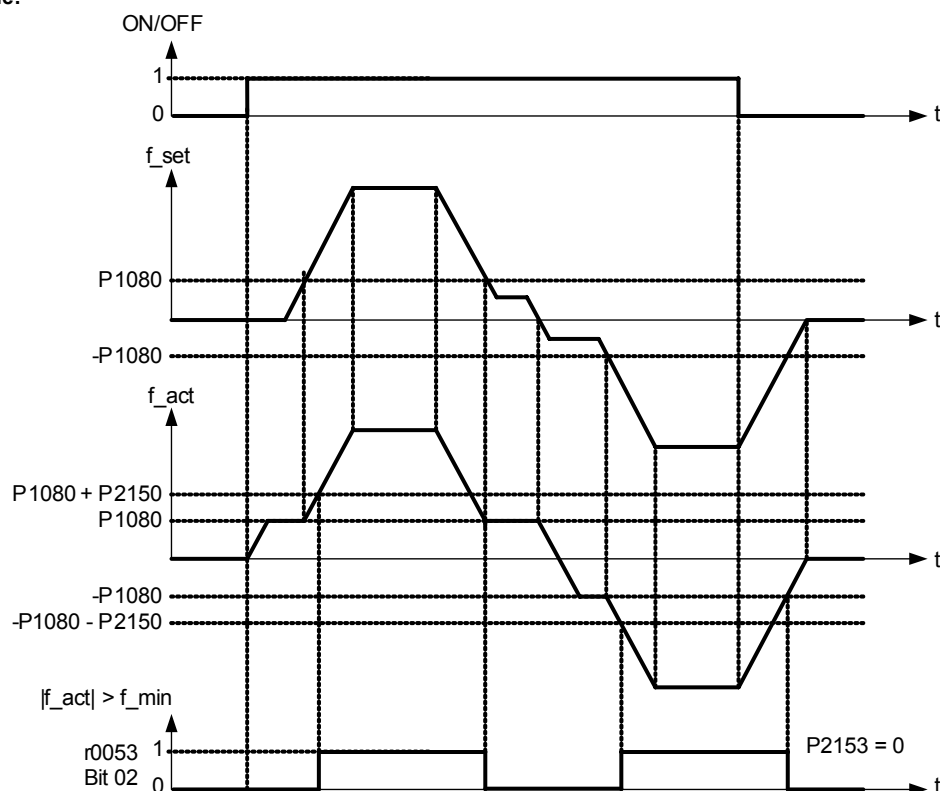 ON/OFF
1
0
t
f_set
P1080
t
-P1080
f_act
P1080 + P2150
P1080
t
-P1080
-P1080 - P2150
|f_act| > f_min
r0053 1
Bit 02
P2153 = 0
0
t